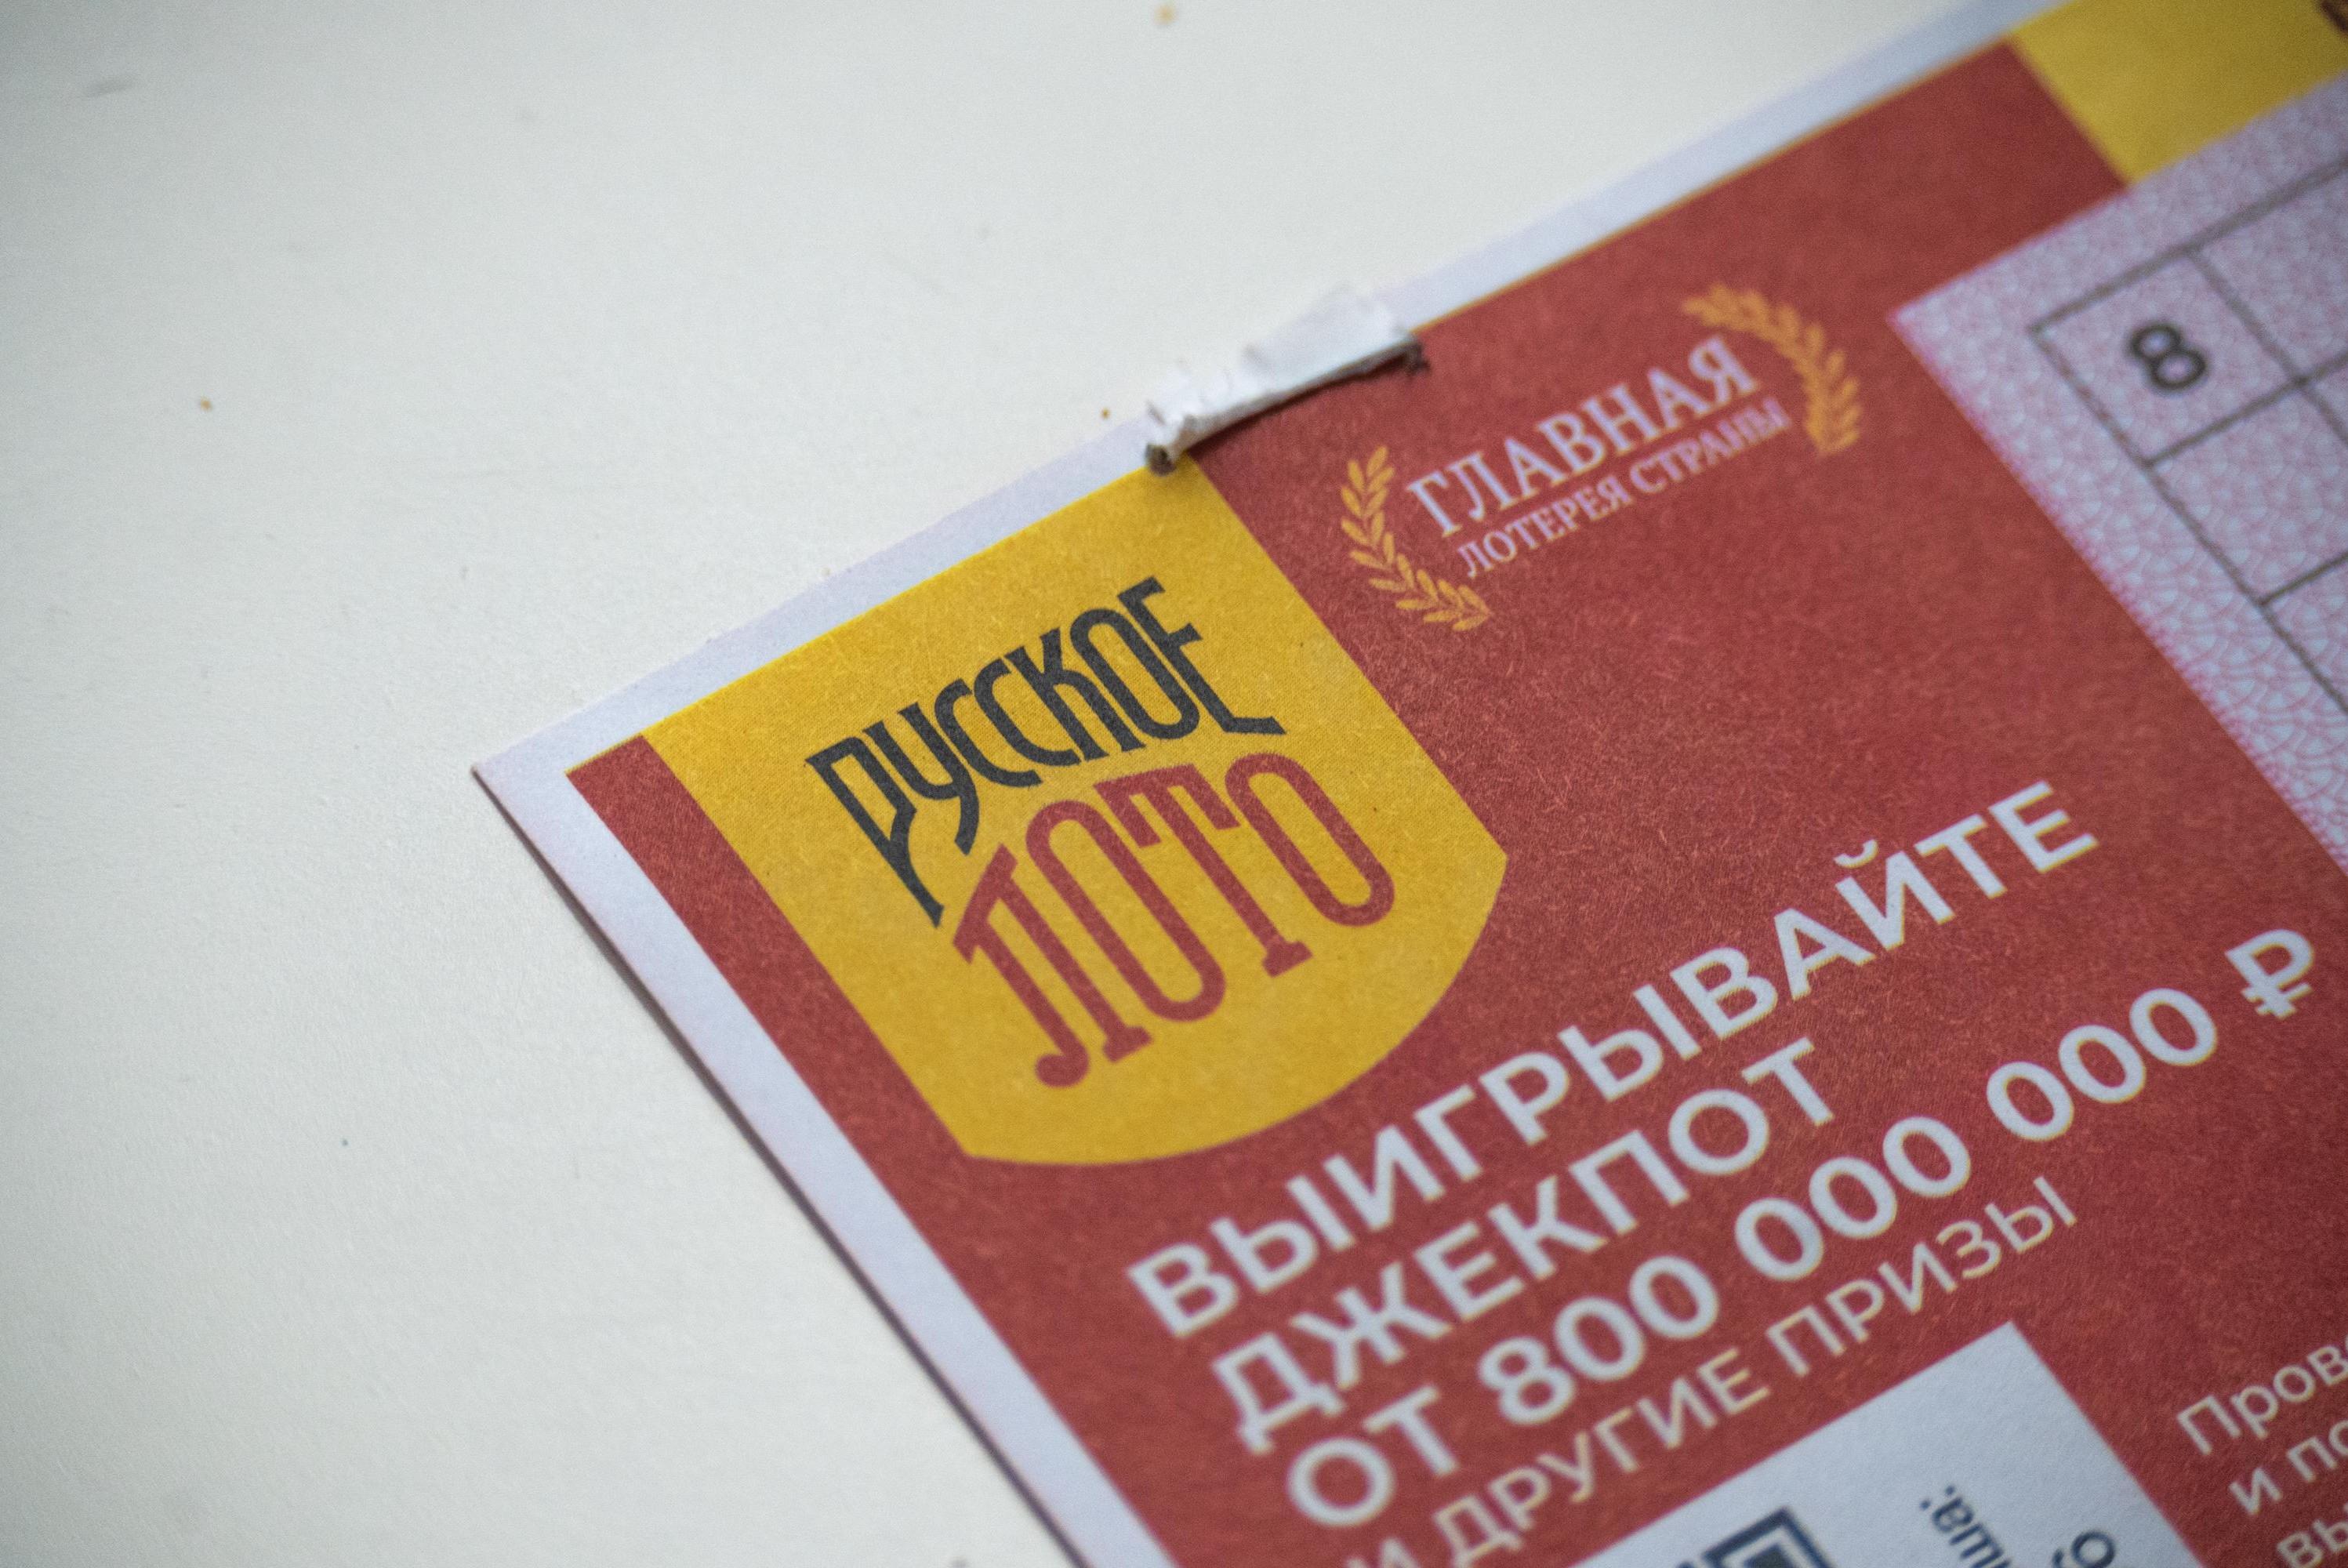 РУССКОЕ
ЛОТО
ГЛАВНАЯ
ЛОТЕРЕЯ СТРАНЫ
8
ВЫИГРЫВАЙТЕ
ДЖЕКПОТ
ОТ 800 000 000 ₽
И ДРУГИЕ ПРИЗЫ
и